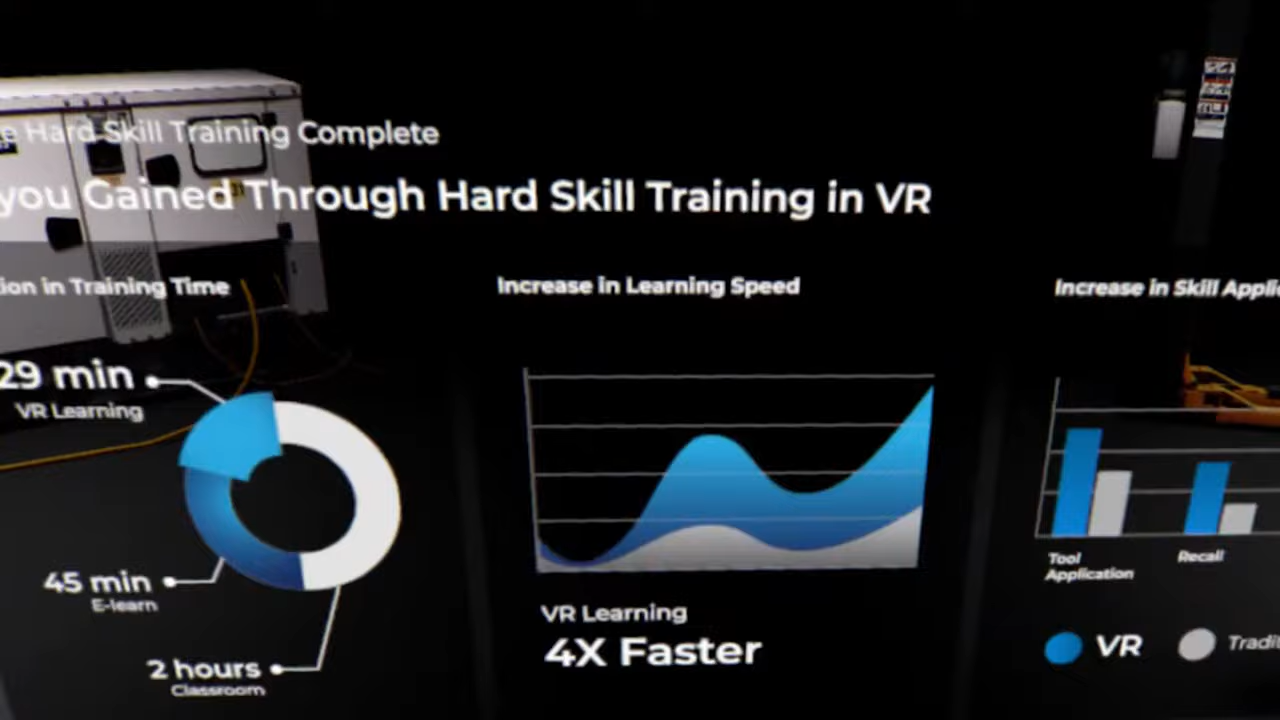 Hard Skill Training Complete
you Gained Through Hard Skill Training in VR
in Training Time
Increase in Learning Speed
Increase in Skill
29 min
VR Learning
45 min
E-learn
2 hours
Classroom
VR Learning
4X Faster
Tool
Application
Recall
VR